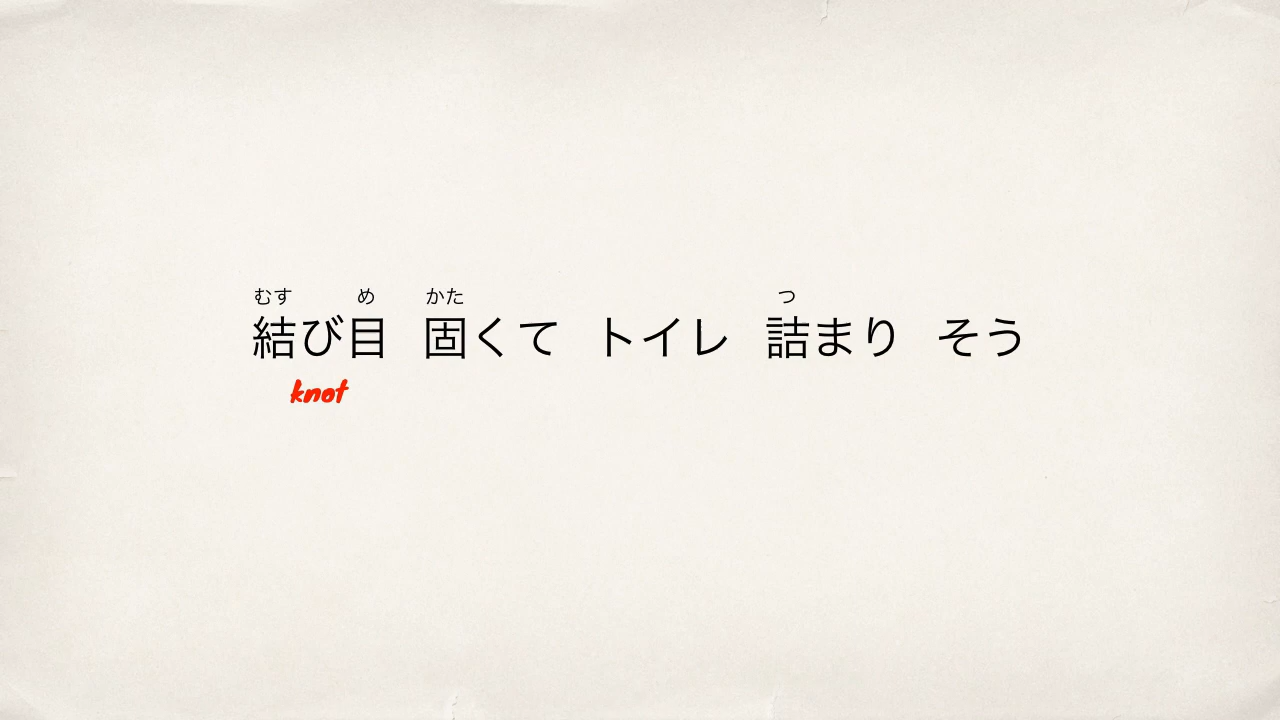 むす め かた つ
結び目 固くて トイレ 詰まり そう
knot